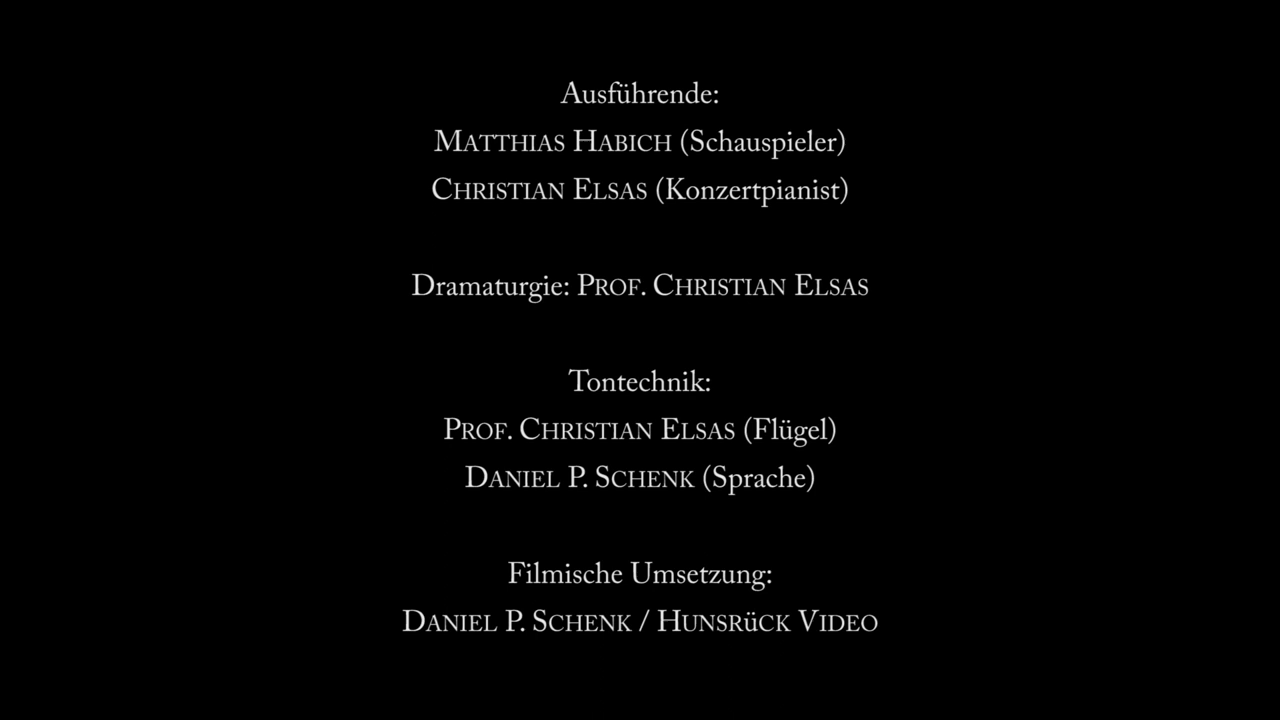 Ausführende:
MATTHIAS HABICH (Schauspieler)
CHRISTIAN ELSAS (Konzertpianist)
Dramaturgie: PROF. CHRISTIAN ELSAS
Tontechnik:
PROF. CHRISTIAN ELSAS (Flügel)
DANIEL P. SCHENK (Sprache)
Filmische Umsetzung:
DANIEL P. SCHENK / HUNSRüCK VIDEO